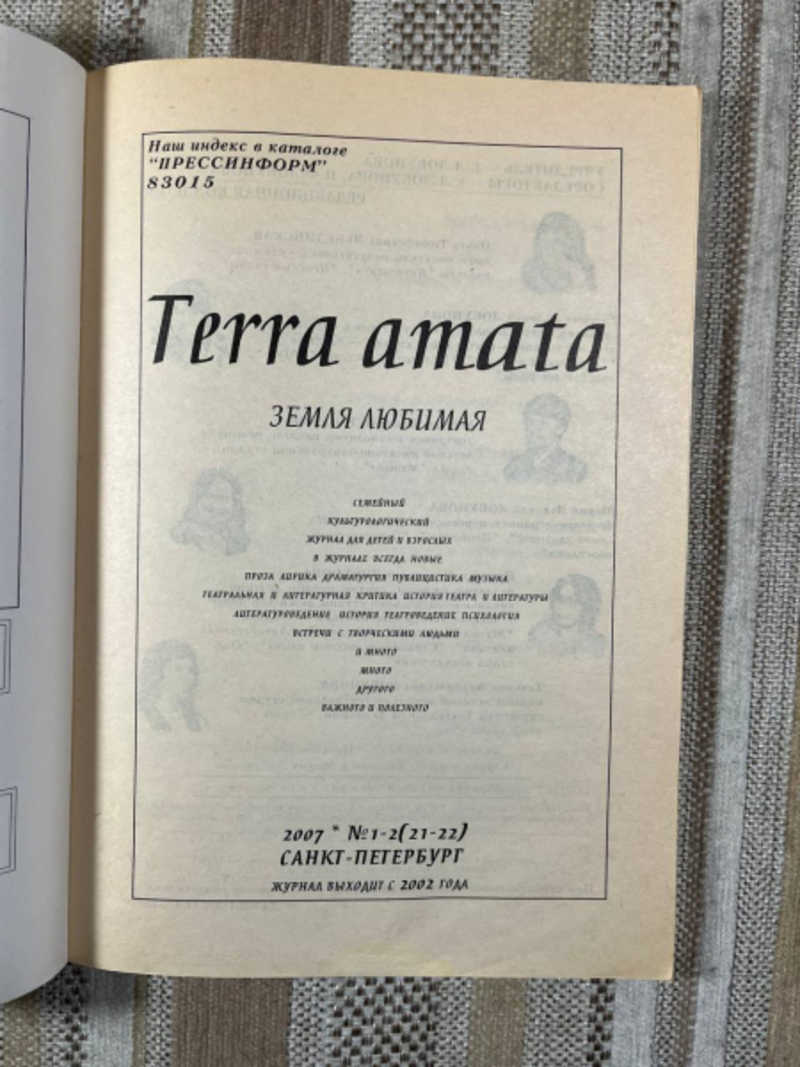 Наш индекс в каталоге
"ПРЕССИНФОРМ"
83015
Terra amata
ЗЕМЛЯ ЛЮБИМАЯ
СЕМЕЙНЫЙ
КУЛЬТУРОЛОГИЧЕСКИЙ
ЖУРНАЛ ДЛЯ ДЕТЕЙ И ВЗРОСЛЫХ
В ЖУРНАЛЕ ВСЕГДА НОВЫЕ
ПРОЗА ЛИРИКА ДРАМАТУРГИЯ ПУБЛИЦИСТИКА МУЗЫКА
ТЕАТРАЛЬНАЯ И ЛИТЕРАТУРНАЯ КРИТИКА ИСТОРИЯ ТЕАТРА И ЛИТЕРАТУРЫ
ЛИТЕРАТУРОВЕДЕНИЕ ИСТОРИЯ ТЕАТРОВЕДЕНИЕ ПСИХОЛОГИЯ
ВСТРЕЧИ С ТВОРЧЕСКИМИ ЛЮДЬМИ
И МНОГО
МНОГО
ДРУГОГО
ВАЖНОГО И ПОЛЕЗНОГО
2007 * №1-2(21-22)
САНКТ-ПЕТЕРБУРГ
ЖУРНАЛ ВЫХОДИТ С 2002 ГОДА